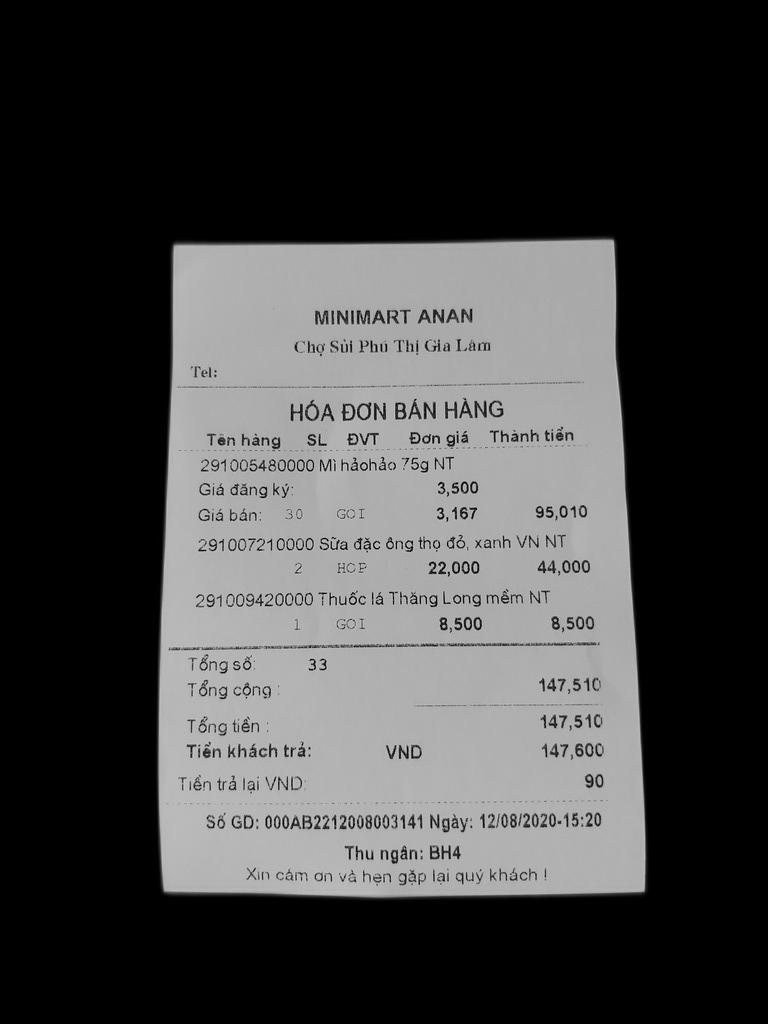 MINIMART ANAN
Chợ Sủi Phú Thị Gia Lâm
Tel:
HÓA ĐƠN BÁN HÀNG
Tên hàng SL ĐVT Đơn giá Thành tiền
291005480000 Mì hảohảo 75g NT
Giá đăng ký: 3,500
Giá bán: 30 GOI 3,167 95,010
291007210000 Sữa đặc ông thọ đỏ, xanh VN NT
2 HOP 22,000 44,000
291009420000 Thuốc lá Thăng Long mềm NT
1 GOI 8,500 8,500
Tổng số: 33
Tổng cộng : 147,510
Tổng tiền : 147,510
Tiền khách trả: VND 147,600
Tiền trả lại VND: 90
Số GD: 000AB2212008003141 Ngày: 12/08/2020-15:20
Thu ngân: BH4
Xin cảm ơn và hẹn gặp lại quý khách !